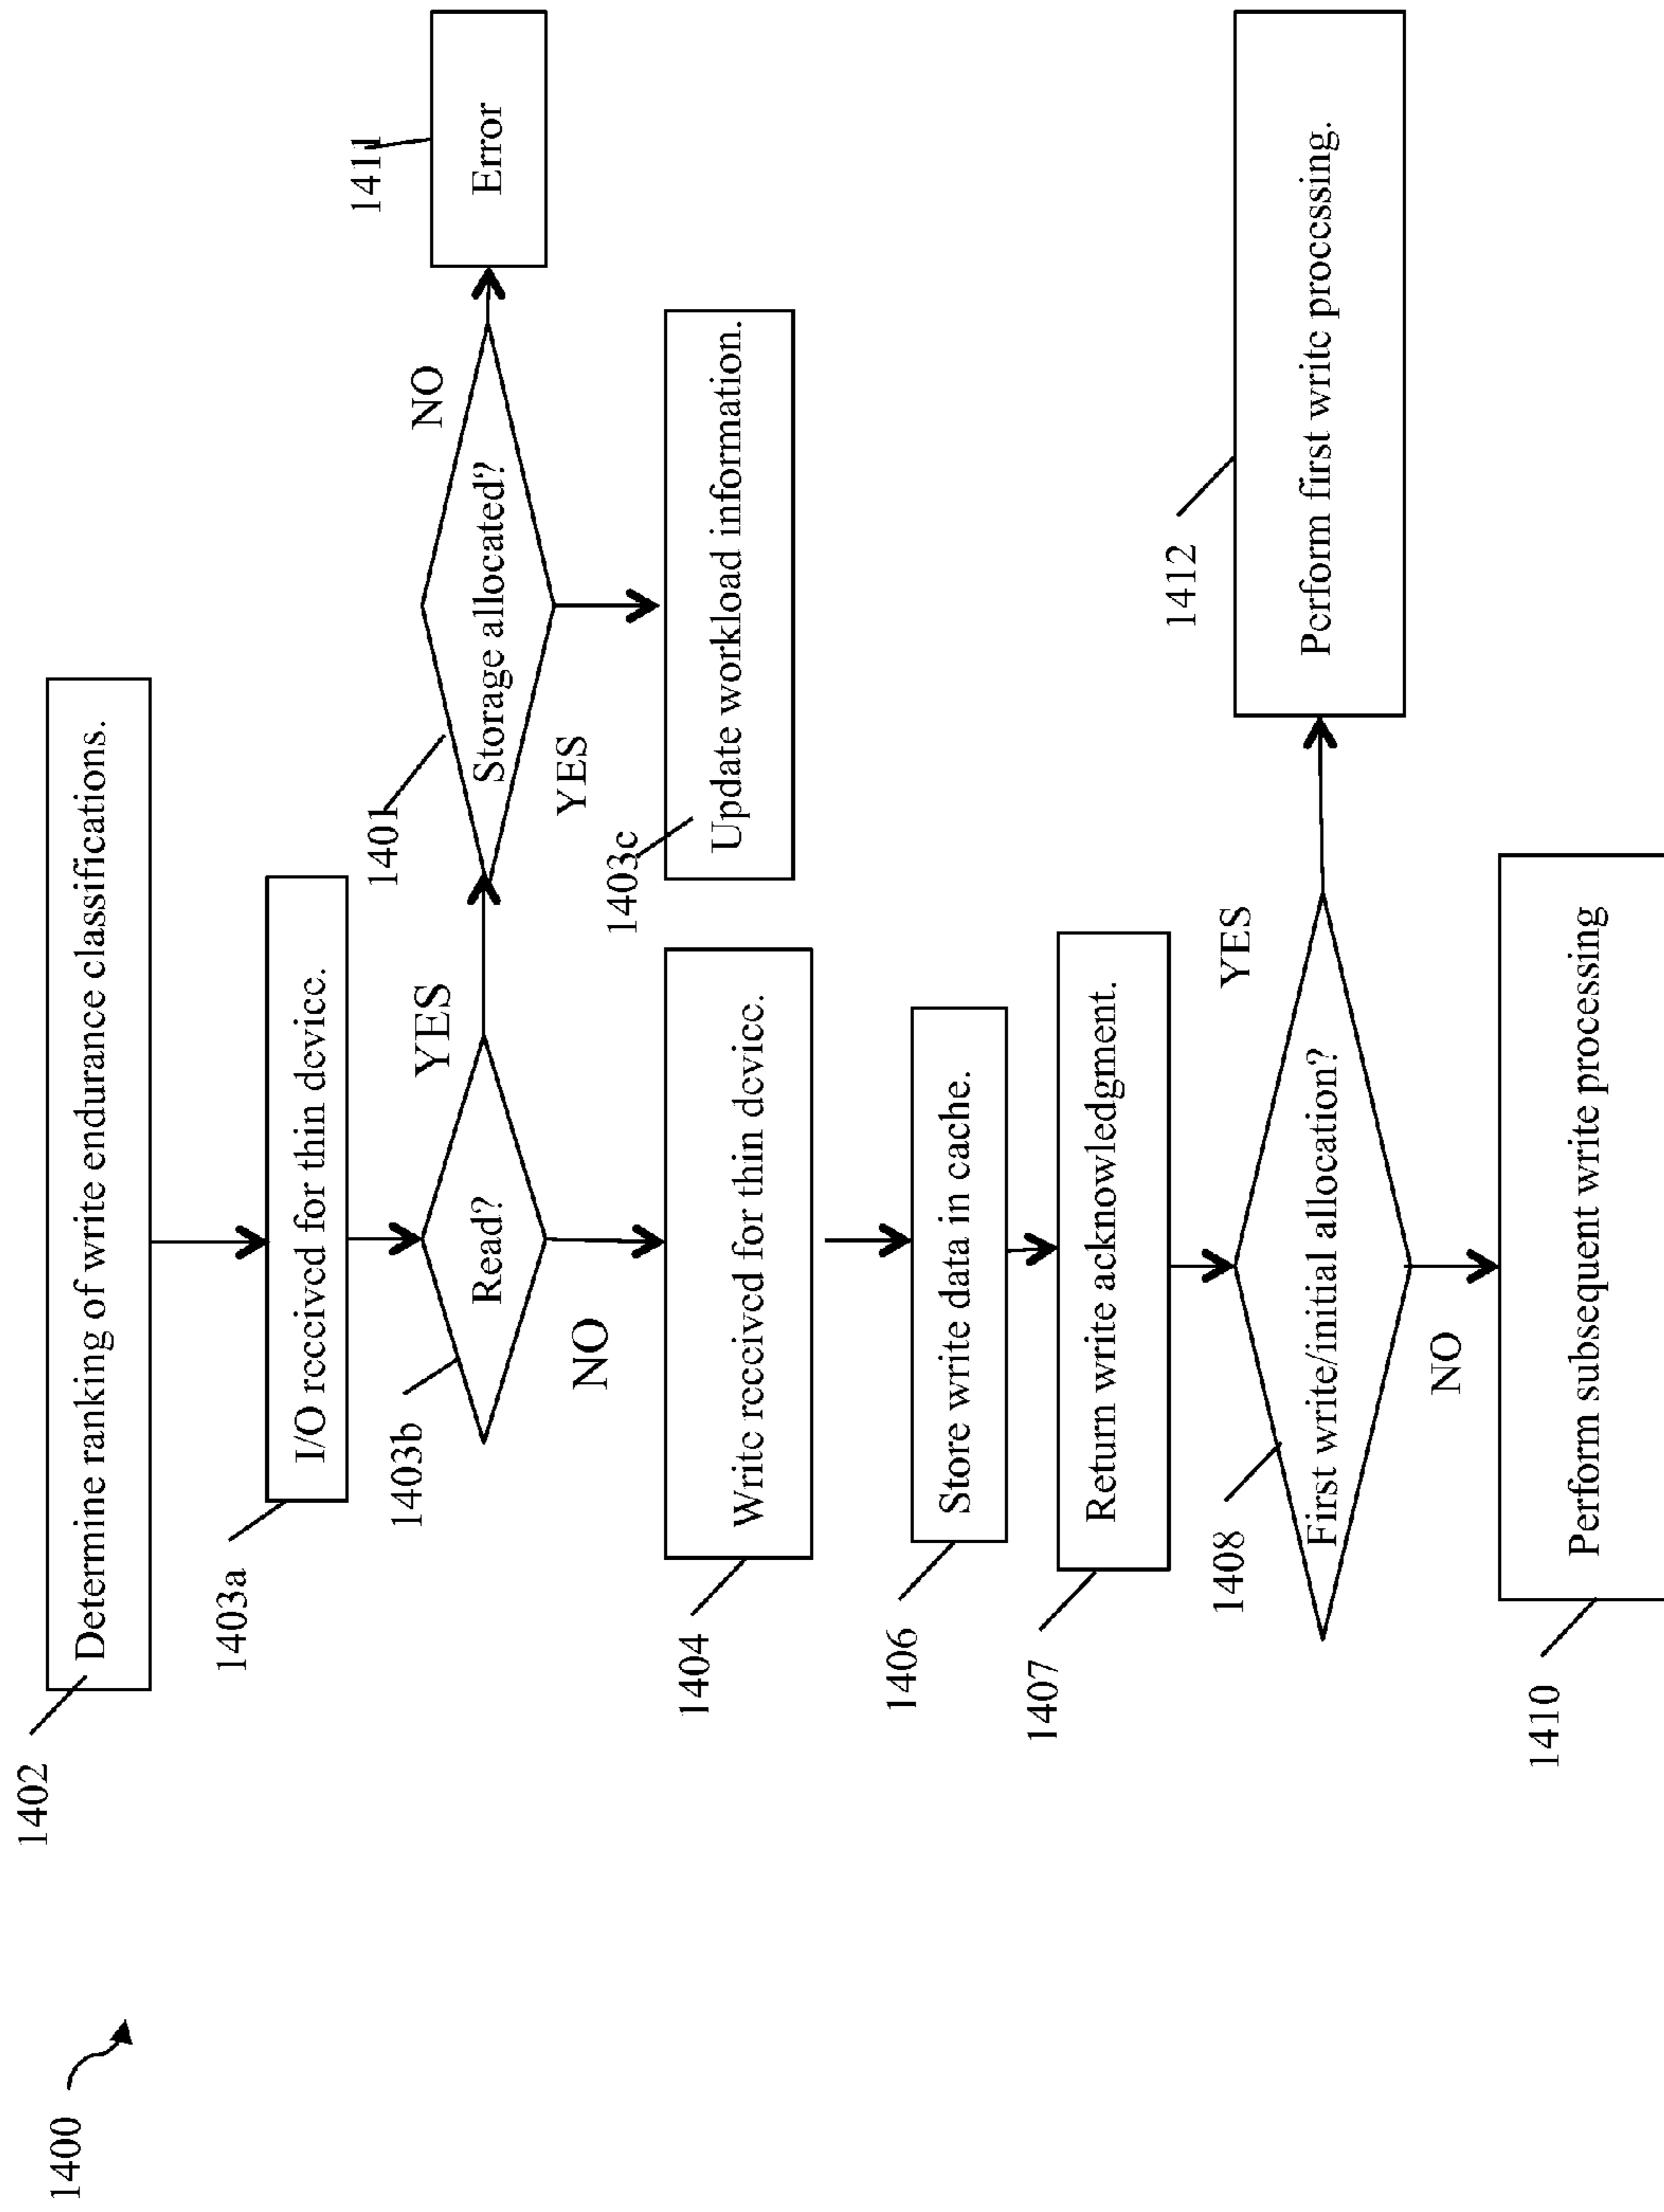 1400
1402
Determine ranking of write endurance classifications.
1403a
I/O received for thin device.
1403b
Read?
YES
NO
1401
Storage allocated?
NO
YES
1411
Error
1403c
Update workload information.
1404
Write received for thin device.
1406
Store write data in cache.
1407
Return write acknowledgment.
1408
First write/initial allocation?
YES
NO
1412
Perform first write processing.
1410
Perform subsequent write processing